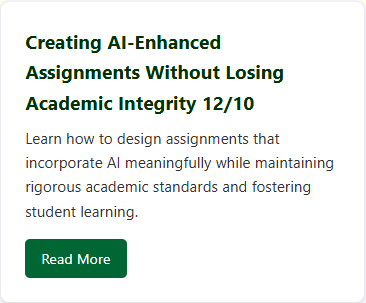 Creating AI-Enhanced
Assignments Without Losing
Academic Integrity 12/10
Learn how to design assignments that
incorporate AI meaningfully while maintaining
rigorous academic standards and fostering
student learning.
Read More